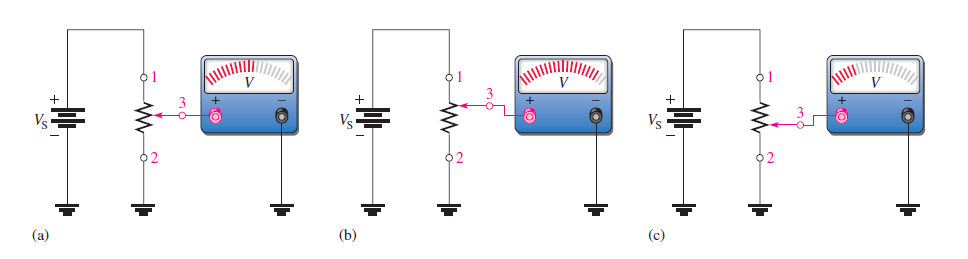 1
V
3
+ −
+
V_S
−
2
(a)
1
V
3
+ −
+
V_S
−
2
(b)
1
V
3
+ −
+
V_S
−
2
(c)